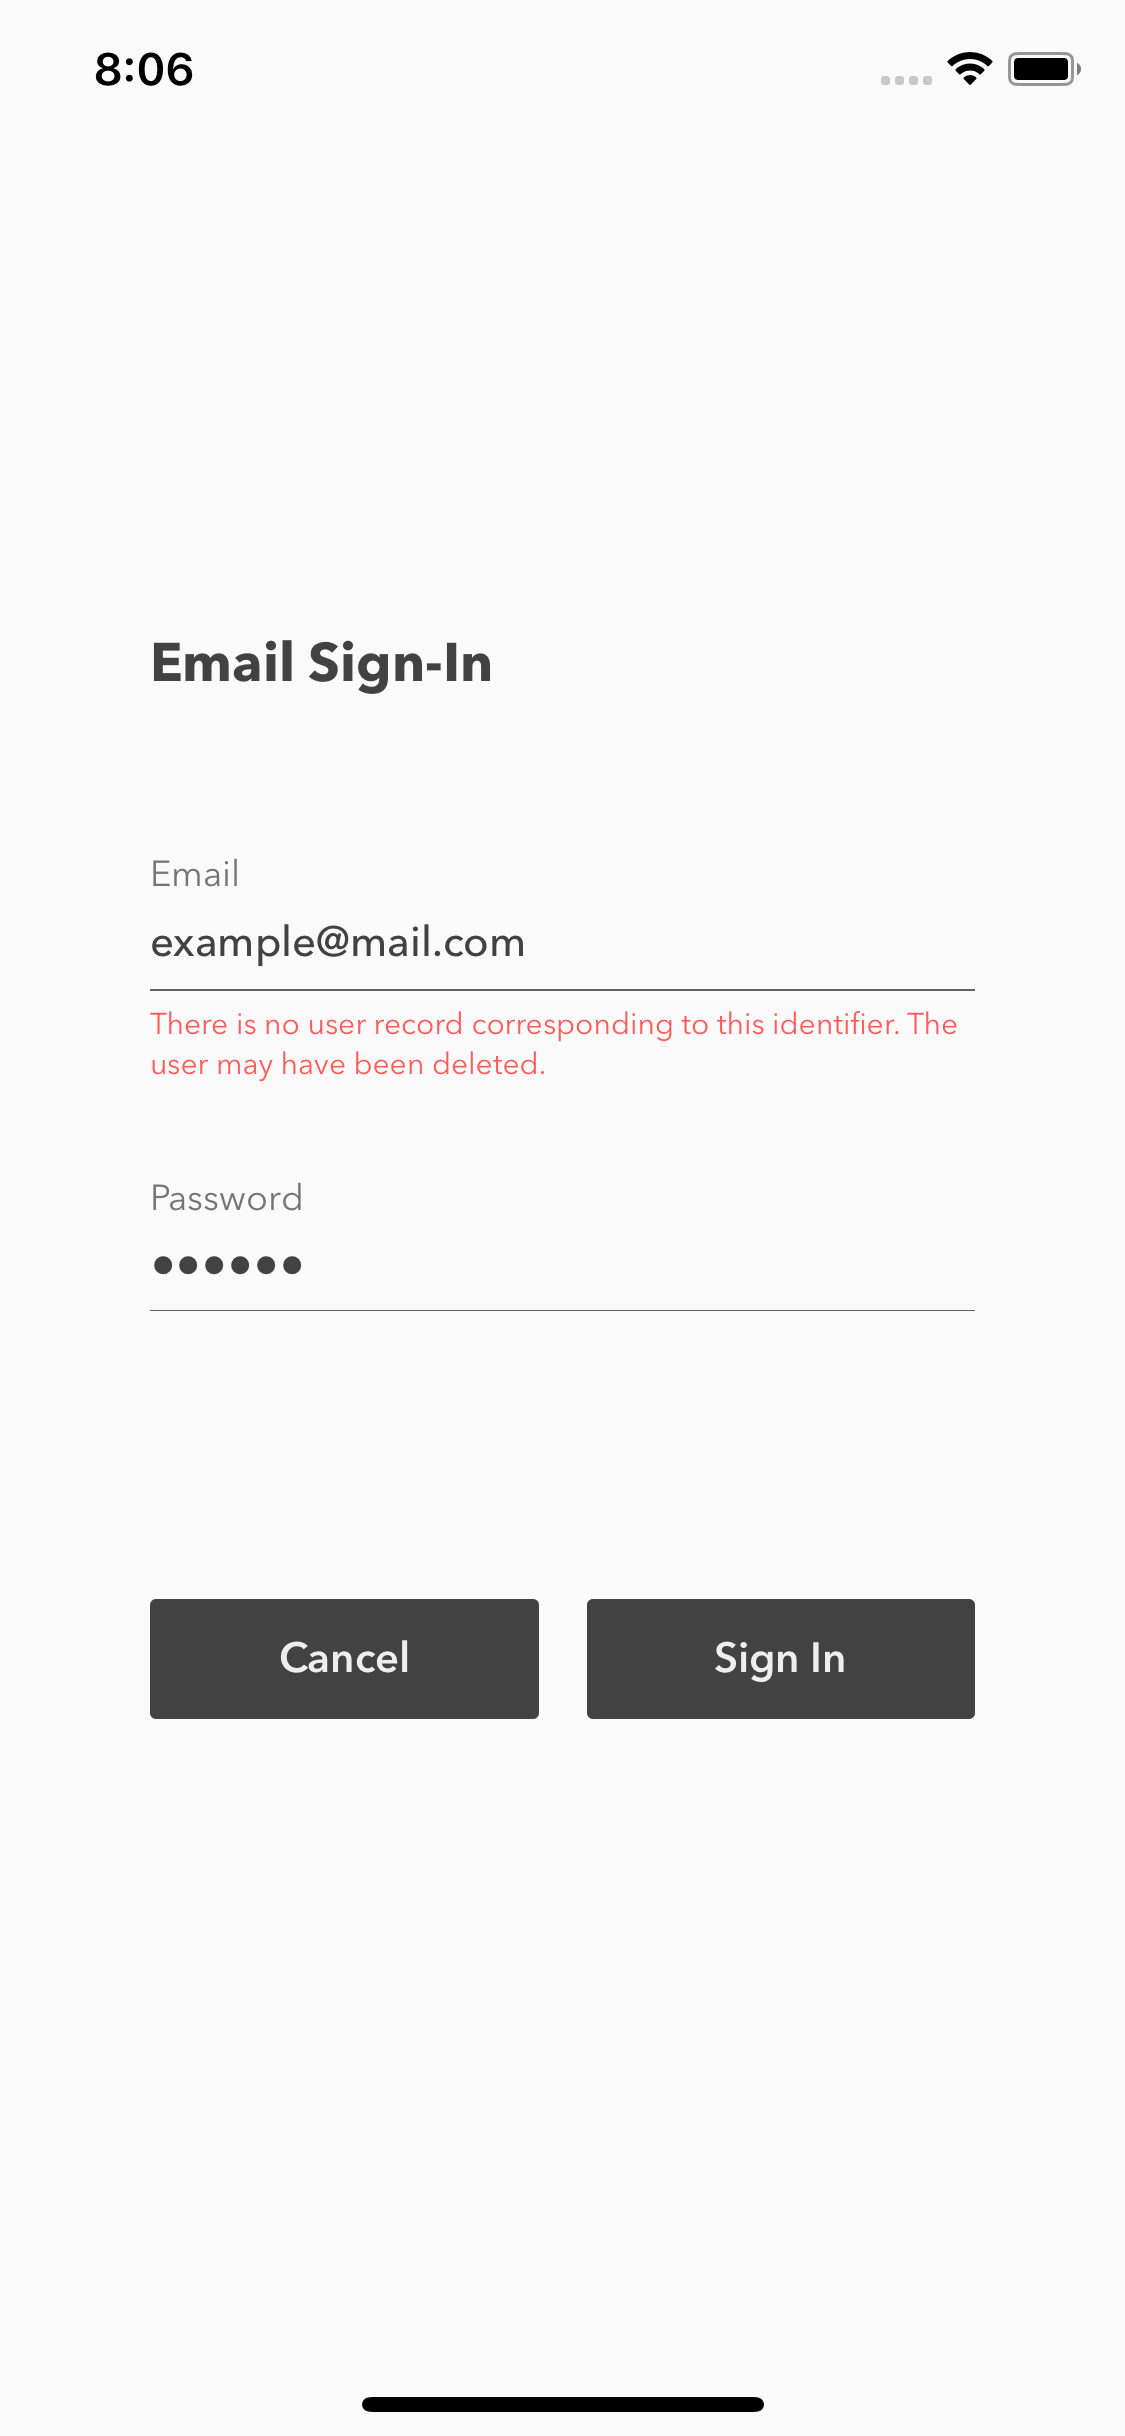 8:06
Email Sign-In
Email
example@mail.com
There is no user record corresponding to this identifier. The
user may have been deleted.
Password
••••••
Cancel
Sign In